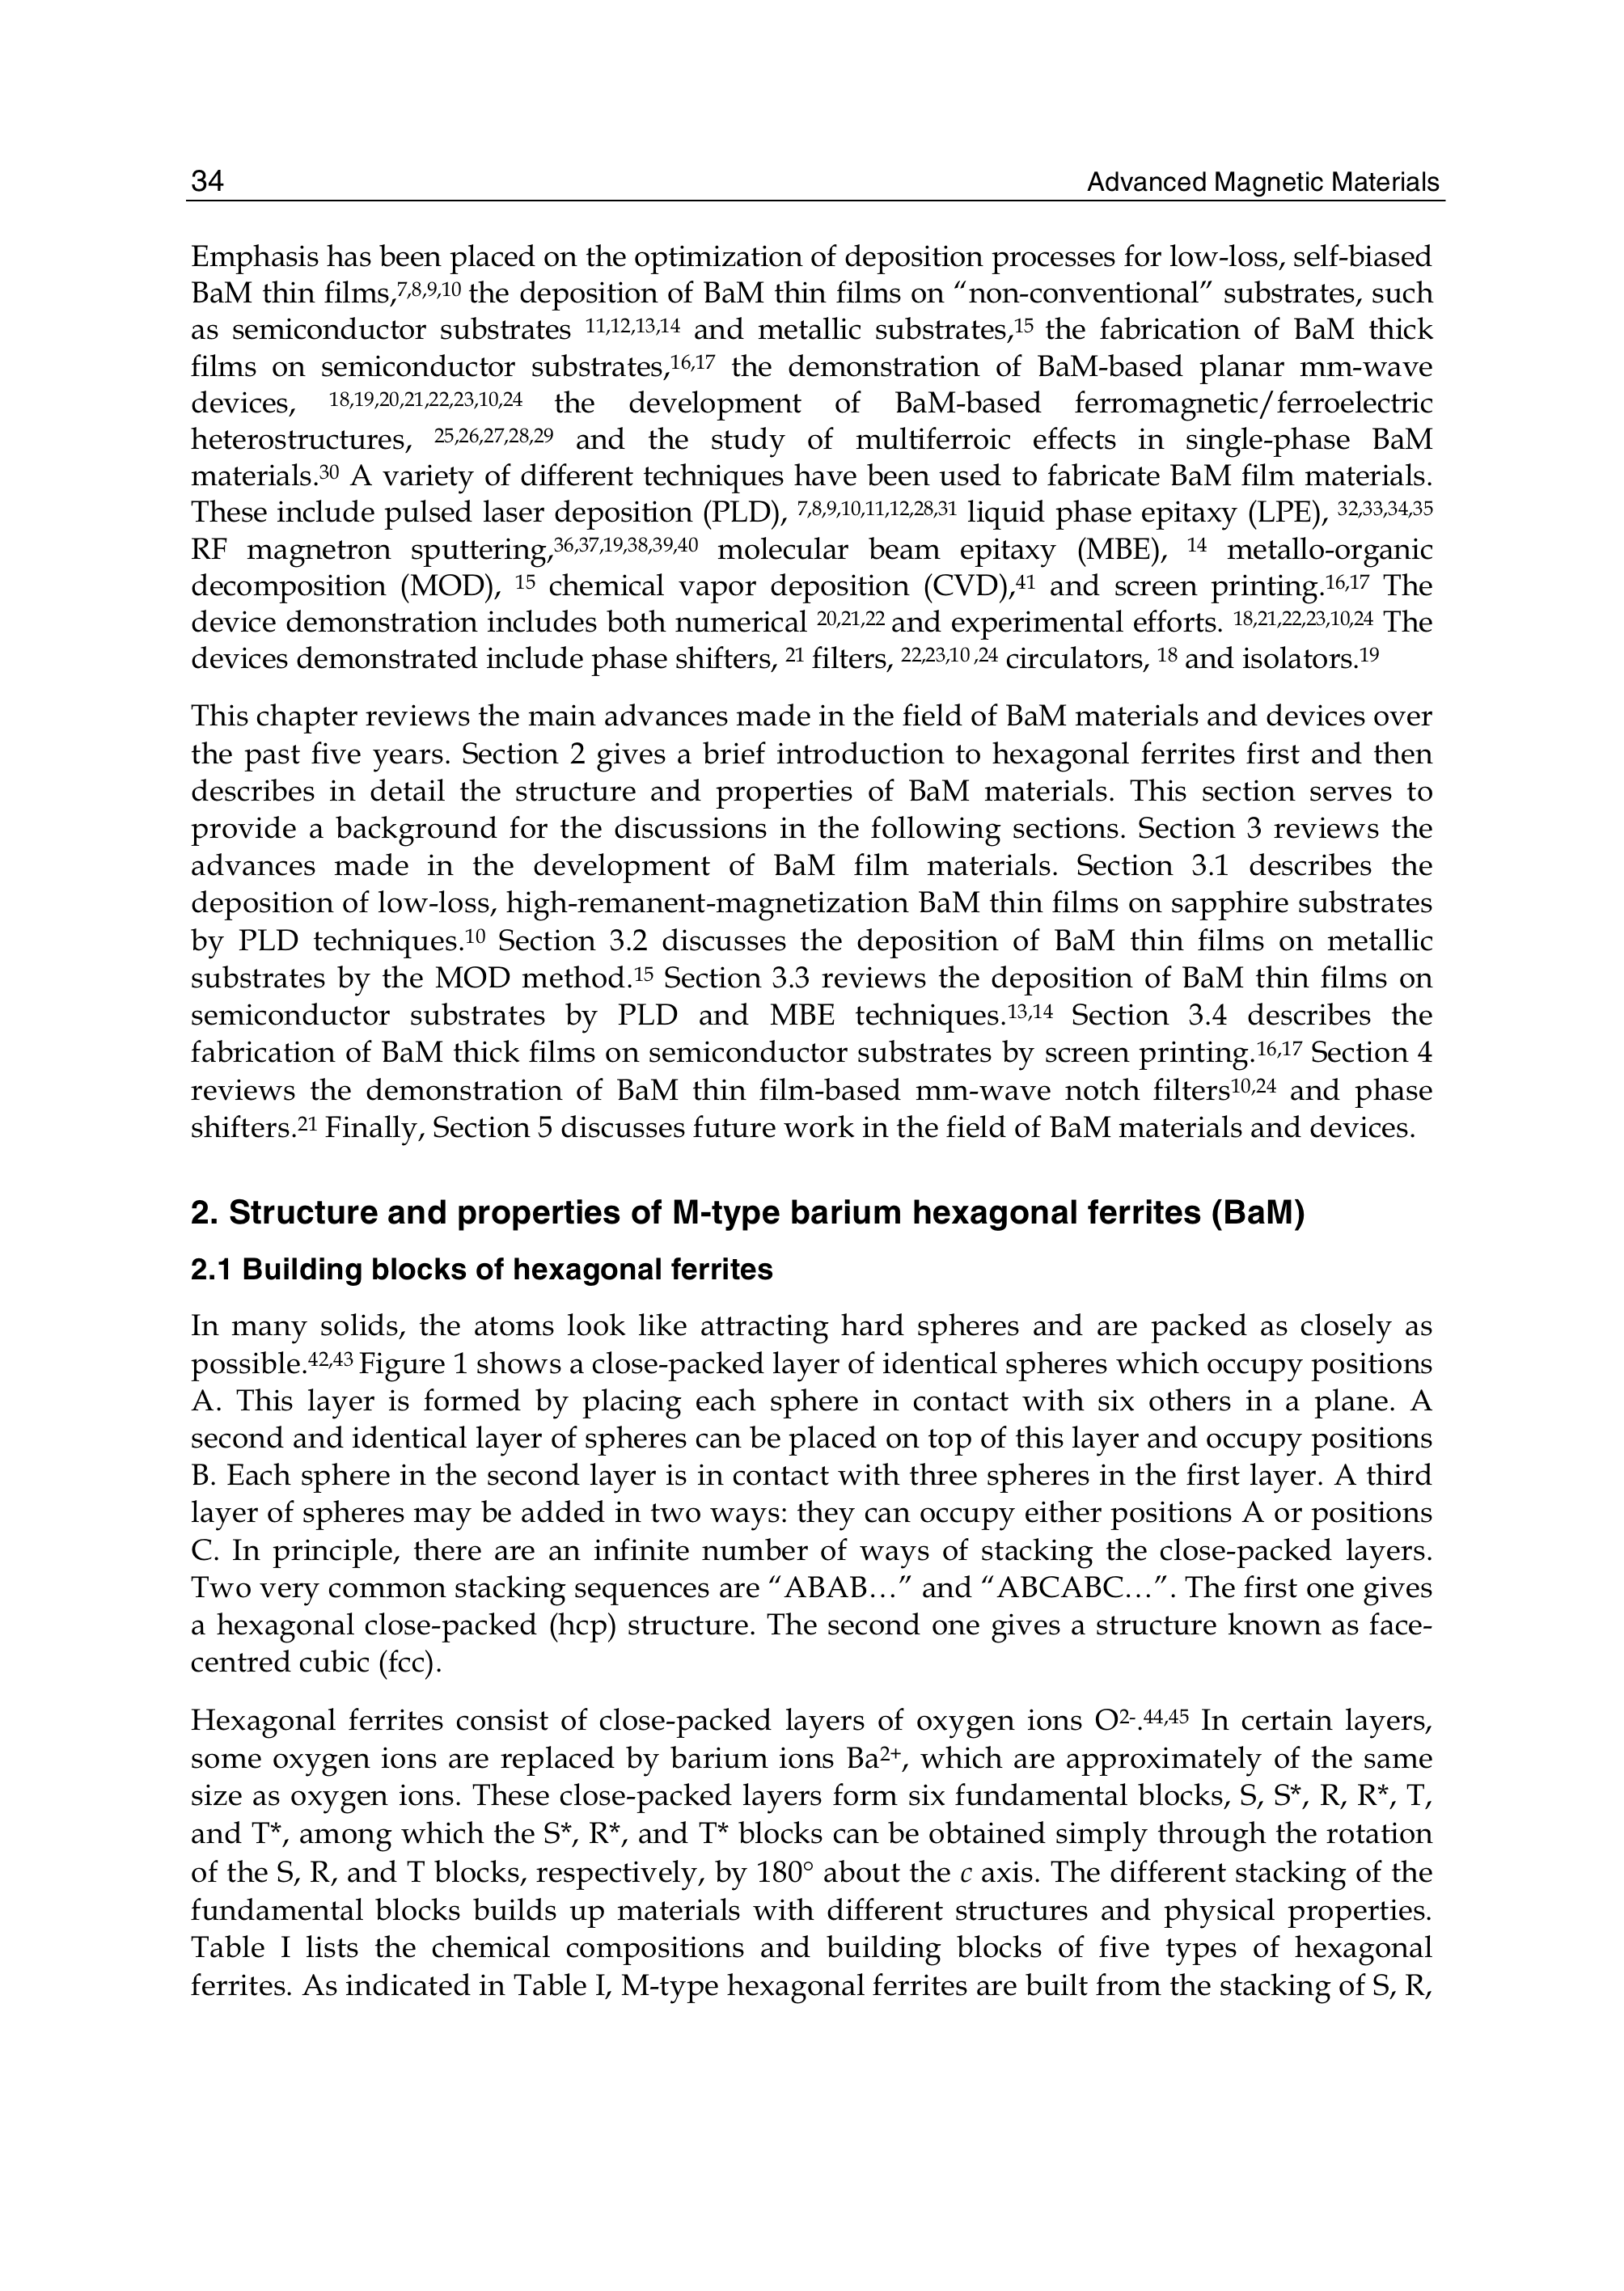 34 Advanced Magnetic Materials
Emphasis has been placed on the optimization of deposition processes for low-loss, self-biased
BaM thin films,7,8,9,10 the deposition of BaM thin films on “non-conventional” substrates, such
as semiconductor substrates 11,12,13,14 and metallic substrates,15 the fabrication of BaM thick
films on semiconductor substrates,16,17 the demonstration of BaM-based planar mm-wave
devices, 18,19,20,21,22,23,10,24 the development of BaM-based ferromagnetic/ferroelectric
heterostructures, 25,26,27,28,29 and the study of multiferroic effects in single-phase BaM
materials.30 A variety of different techniques have been used to fabricate BaM film materials.
These include pulsed laser deposition (PLD), 7,8,9,10,11,12,28,31 liquid phase epitaxy (LPE), 32,33,34,35
RF magnetron sputtering,36,37,19,38,39,40 molecular beam epitaxy (MBE), 14 metallo-organic
decomposition (MOD), 15 chemical vapor deposition (CVD),41 and screen printing.16,17 The
device demonstration includes both numerical 20,21,22 and experimental efforts. 18,21,22,23,10,24 The
devices demonstrated include phase shifters, 21 filters, 22,23,10 ,24 circulators, 18 and isolators.19
This chapter reviews the main advances made in the field of BaM materials and devices over
the past five years. Section 2 gives a brief introduction to hexagonal ferrites first and then
describes in detail the structure and properties of BaM materials. This section serves to
provide a background for the discussions in the following sections. Section 3 reviews the
advances made in the development of BaM film materials. Section 3.1 describes the
deposition of low-loss, high-remanent-magnetization BaM thin films on sapphire substrates
by PLD techniques.10 Section 3.2 discusses the deposition of BaM thin films on metallic
substrates by the MOD method.15 Section 3.3 reviews the deposition of BaM thin films on
semiconductor substrates by PLD and MBE techniques.13,14 Section 3.4 describes the
fabrication of BaM thick films on semiconductor substrates by screen printing.16,17 Section 4
reviews the demonstration of BaM thin film-based mm-wave notch filters10,24 and phase
shifters.21 Finally, Section 5 discusses future work in the field of BaM materials and devices.
2. Structure and properties of M-type barium hexagonal ferrites (BaM)
2.1 Building blocks of hexagonal ferrites
In many solids, the atoms look like attracting hard spheres and are packed as closely as
possible.42,43 Figure 1 shows a close-packed layer of identical spheres which occupy positions
A. This layer is formed by placing each sphere in contact with six others in a plane. A
second and identical layer of spheres can be placed on top of this layer and occupy positions
B. Each sphere in the second layer is in contact with three spheres in the first layer. A third
layer of spheres may be added in two ways: they can occupy either positions A or positions
C. In principle, there are an infinite number of ways of stacking the close-packed layers.
Two very common stacking sequences are “ABAB…” and “ABCABC…”. The first one gives
a hexagonal close-packed (hcp) structure. The second one gives a structure known as face-
centred cubic (fcc).
Hexagonal ferrites consist of close-packed layers of oxygen ions O2-.44,45 In certain layers,
some oxygen ions are replaced by barium ions Ba2+, which are approximately of the same
size as oxygen ions. These close-packed layers form six fundamental blocks, S, S*, R, R*, T,
and T*, among which the S*, R*, and T* blocks can be obtained simply through the rotation
of the S, R, and T blocks, respectively, by 180° about the c axis. The different stacking of the
fundamental blocks builds up materials with different structures and physical properties.
Table I lists the chemical compositions and building blocks of five types of hexagonal
ferrites. As indicated in Table I, M-type hexagonal ferrites are built from the stacking of S, R,